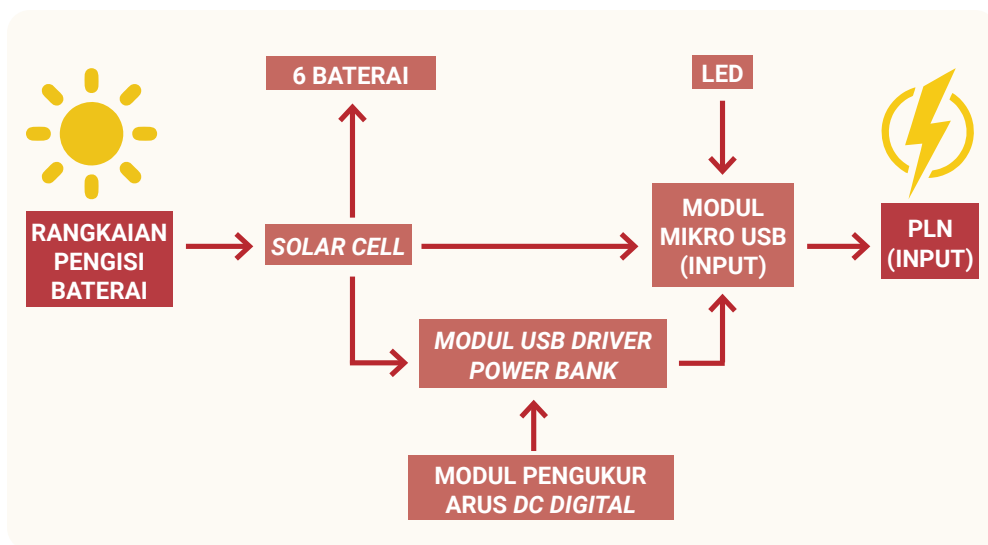 6 BATERAI
LED
RANGKAIAN
PENGISI
BATERAI
SOLAR CELL
MODUL
MIKRO USB
(INPUT)
PLN
(INPUT)
MODUL USB DRIVER
POWER BANK
MODUL PENGUKUR
ARUS DC DIGITAL